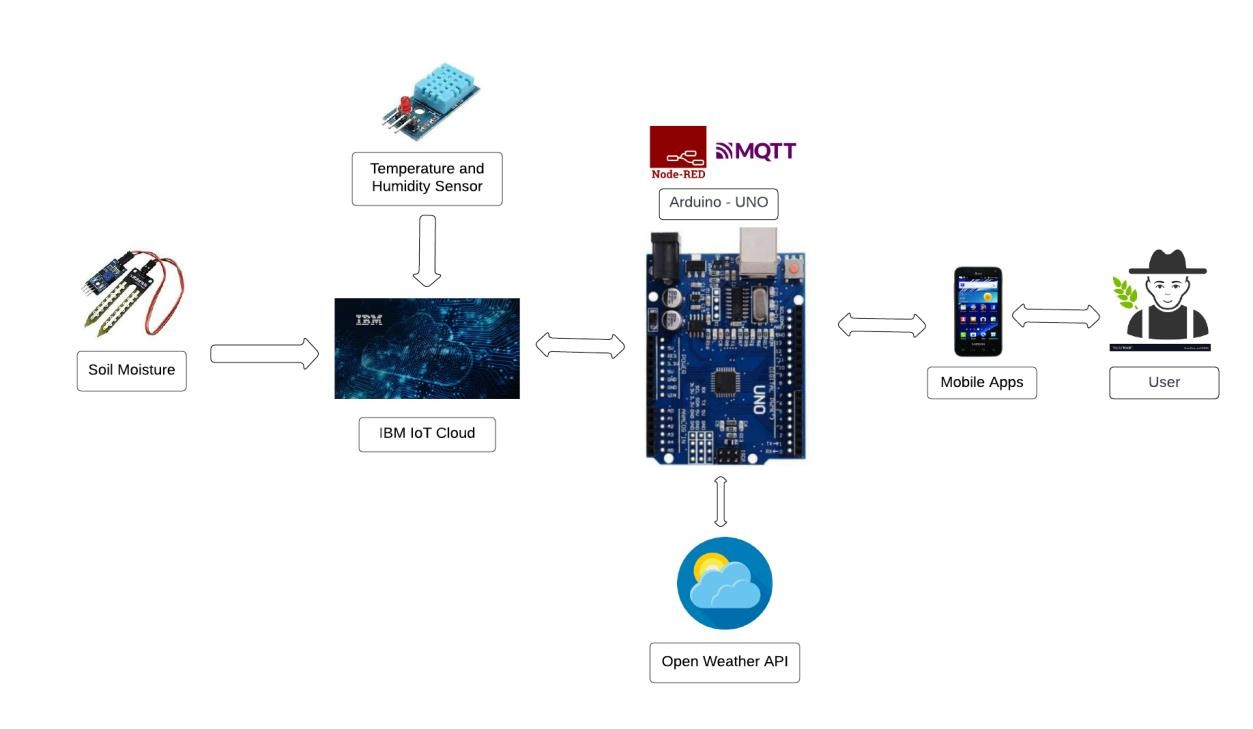 Temperature and
Humidity Sensor
Node-RED
MQTT
Arduino - UNO
IBM
Soil Moisture
IBM IoT Cloud
UNO
Mobile Apps
User
Open Weather API